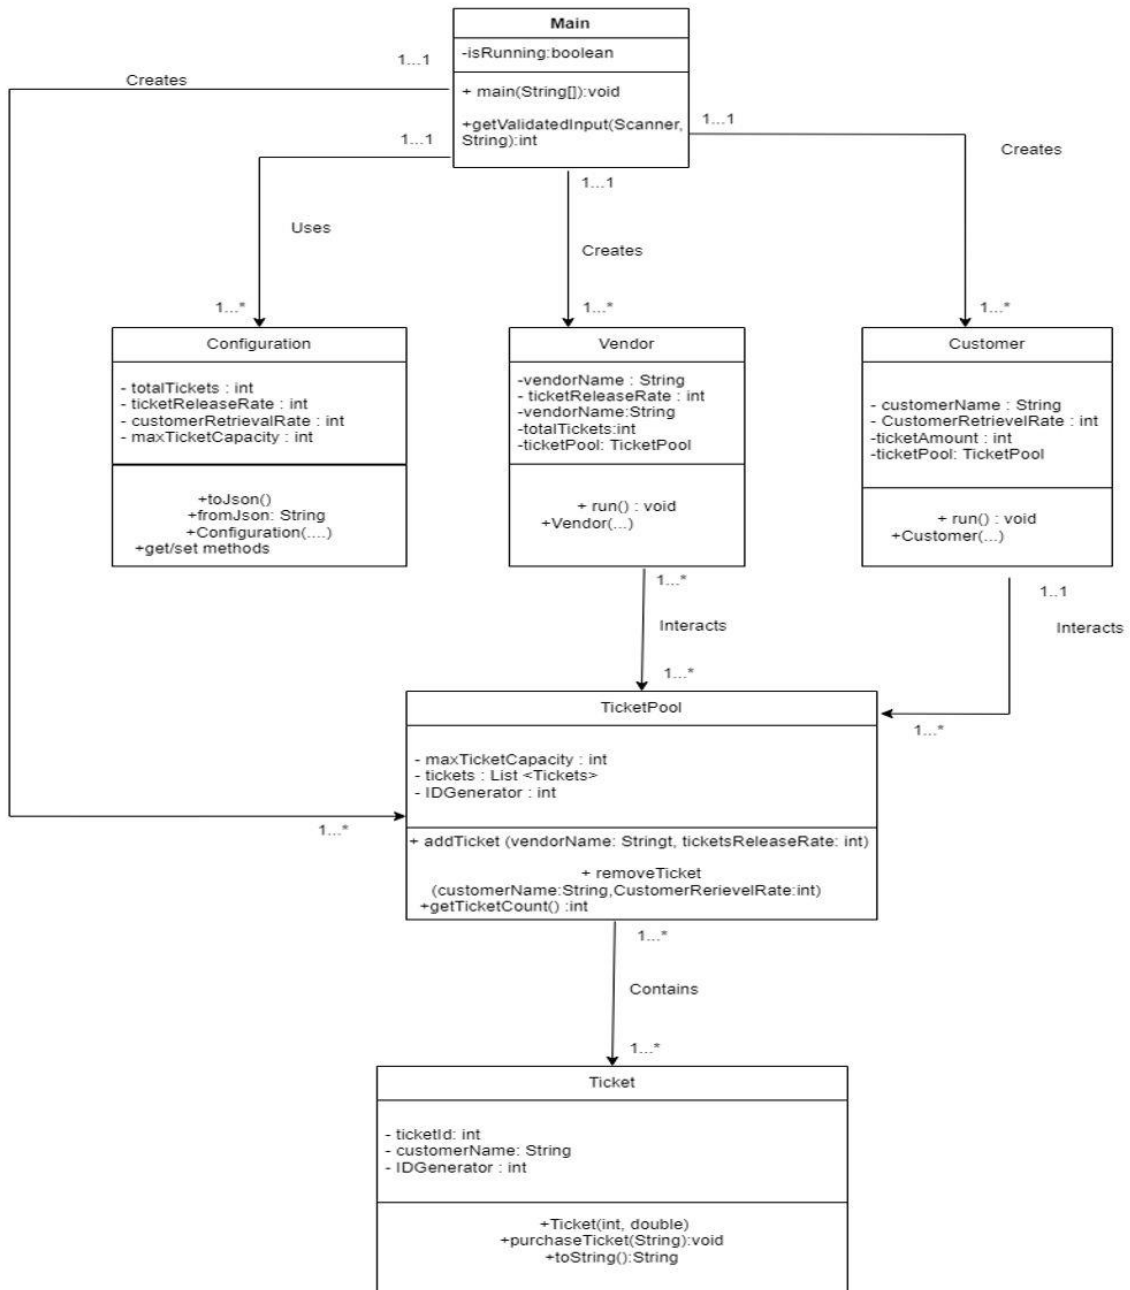 Main
-isRunning:boolean
+ main(String[]):void
+getValidatedInput(Scanner,
String):int
1...1
Creates
1...1
1...1
1...1
Creates
Uses
Creates
1...*
1...*
1...*
Configuration
- totalTickets : int
- ticketReleaseRate : int
- customerRetrievalRate : int
- maxTicketCapacity : int
+toJson()
+fromJson: String
+Configuration(....)
+get/set methods
Vendor
-vendorName : String
- ticketReleaseRate : int
-vendorName:String
-totalTickets:int
-ticketPool: TicketPool
+ run() : void
+Vendor(...)
Customer
- customerName : String
- CustomerRetrievelRate : int
-ticketAmount : int
-ticketPool: TicketPool
+ run() : void
+Customer(...)
1...*
1..1
Interacts
Interacts
1...*
1...*
1...*
TicketPool
- maxTicketCapacity : int
- tickets : List <Tickets>
- IDGenerator : int
+ addTicket (vendorName: Stringt, ticketsReleaseRate: int)
+ removeTicket
(customerName:String,CustomerRerievelRate:int)
+getTicketCount() :int
1...*
Contains
1...*
Ticket
- ticketId: int
- customerName: String
- IDGenerator : int
+Ticket(int, double)
+purchaseTicket(String):void
+toString():String